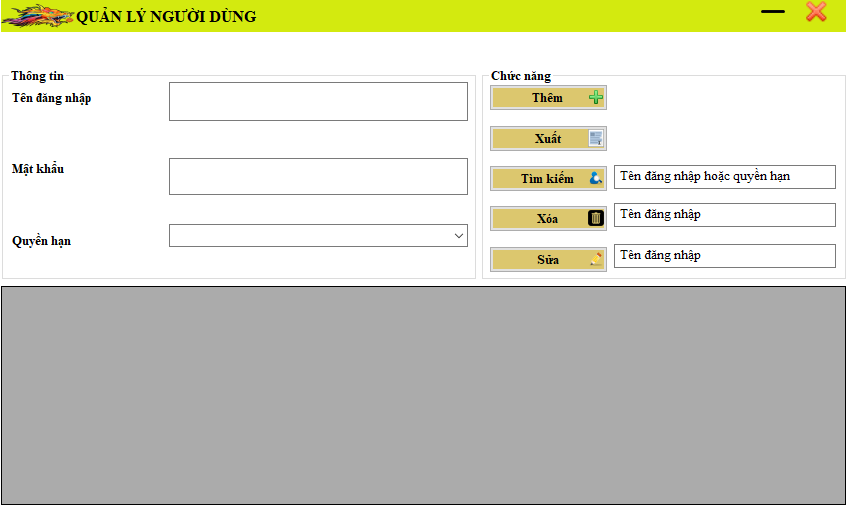 QUẢN LÝ NGƯỜI DÙNG
Thông tin
Tên đăng nhập
Mật khẩu
Quyền hạn
Chức năng
Thêm
Xuất
Tìm kiếm
Tên đăng nhập hoặc quyền hạn
Xóa
Tên đăng nhập
Sửa
Tên đăng nhập